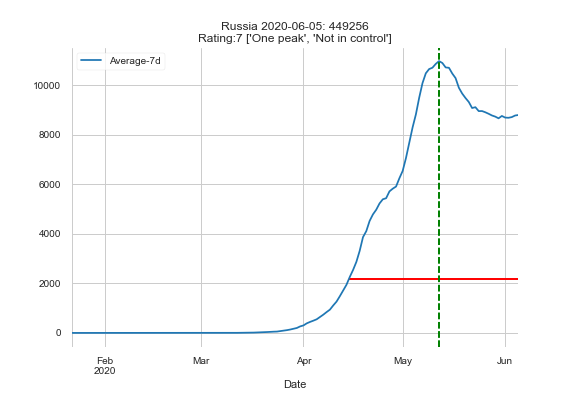 Russia 2020-06-05: 449256
Rating:7 ['One peak', 'Not in control']
Average-7d
10000
8000
6000
4000
2000
0
Feb Mar Apr May Jun
2020
Date